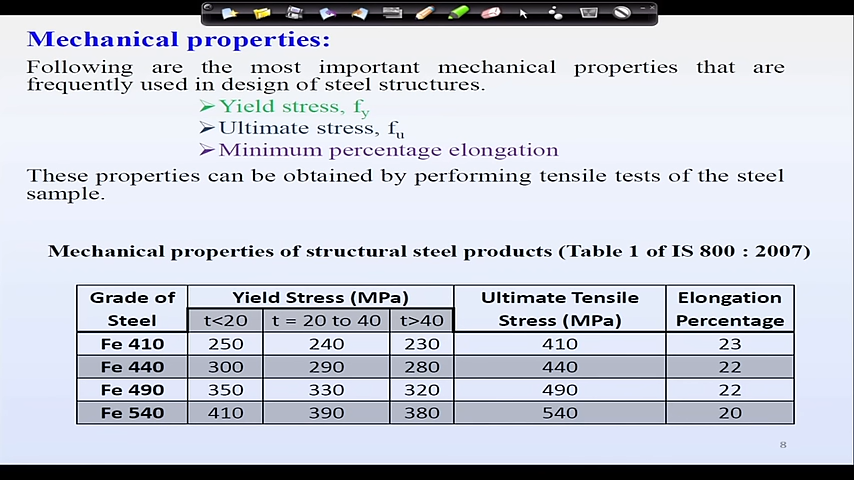 Mechanical properties:
Following are the most important mechanical properties that are
frequently used in design of steel structures.
➢Yield stress, fy
➢Ultimate stress, fu
➢Minimum percentage elongation
These properties can be obtained by performing tensile tests of the steel
sample.
Mechanical properties of structural steel products (Table 1 of IS 800 : 2007)
Grade of Steel | Yield Stress (MPa) | Ultimate Tensile Stress (MPa) | Elongation Percentage
t<20 | t = 20 to 40 | t>40
Fe 410 | 250 | 240 | 230 | 410 | 23
Fe 440 | 300 | 290 | 280 | 440 | 22
Fe 490 | 350 | 330 | 320 | 490 | 22
Fe 540 | 410 | 390 | 380 | 540 | 20
8